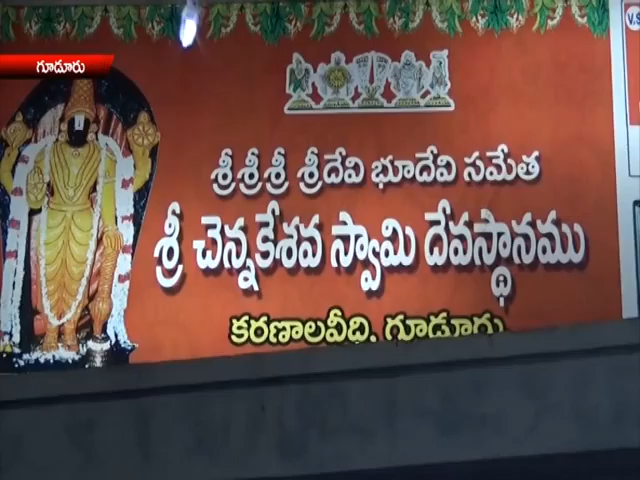 గూడూరు
శ్రీశ్రీశ్రీ శ్రీదేవి భూదేవి సమేత
శ్రీ చెన్నకేశవ స్వామి దేవస్థానము
కరణాలవీధి, గూడూరు